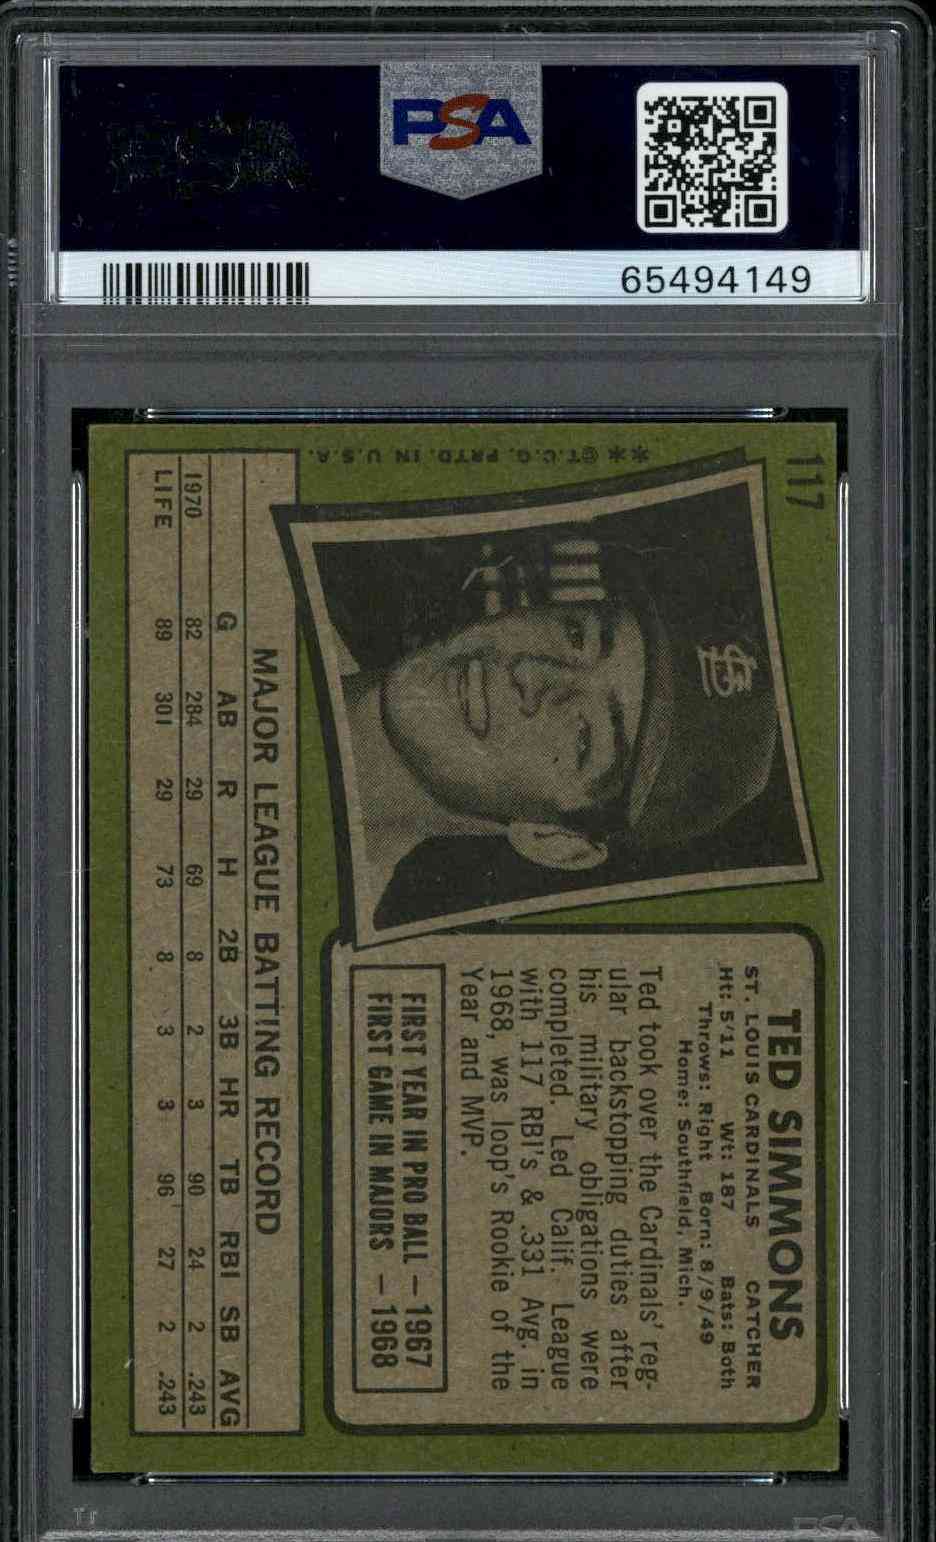 PSA
65494149
117
**©T.C.G. PRTD. IN U.S.A.
TED SIMMONS
ST. LOUIS CARDINALS CATCHER
Ht: 5'11 Wt: 187 Bats: Both
Throws: Right Born: 8/9/49
Home: Southfield, Mich.
Ted took over the Cardinals' reg-
ular backstopping duties after
his military obligations were
completed. Led Calif. League
with 117 RBI's & .331 Avg. in
1968, was loop's Rookie of the
Year and MVP.
FIRST YEAR IN PRO BALL – 1967
FIRST GAME IN MAJORS – 1968
MAJOR LEAGUE BATTING RECORD
G AB R H 2B 3B HR TB RBI SB AVG
1970 82 284 29 69 8 2 3 90 24 2 .243
LIFE 89 301 29 73 8 3 3 96 27 2 .243
PSA